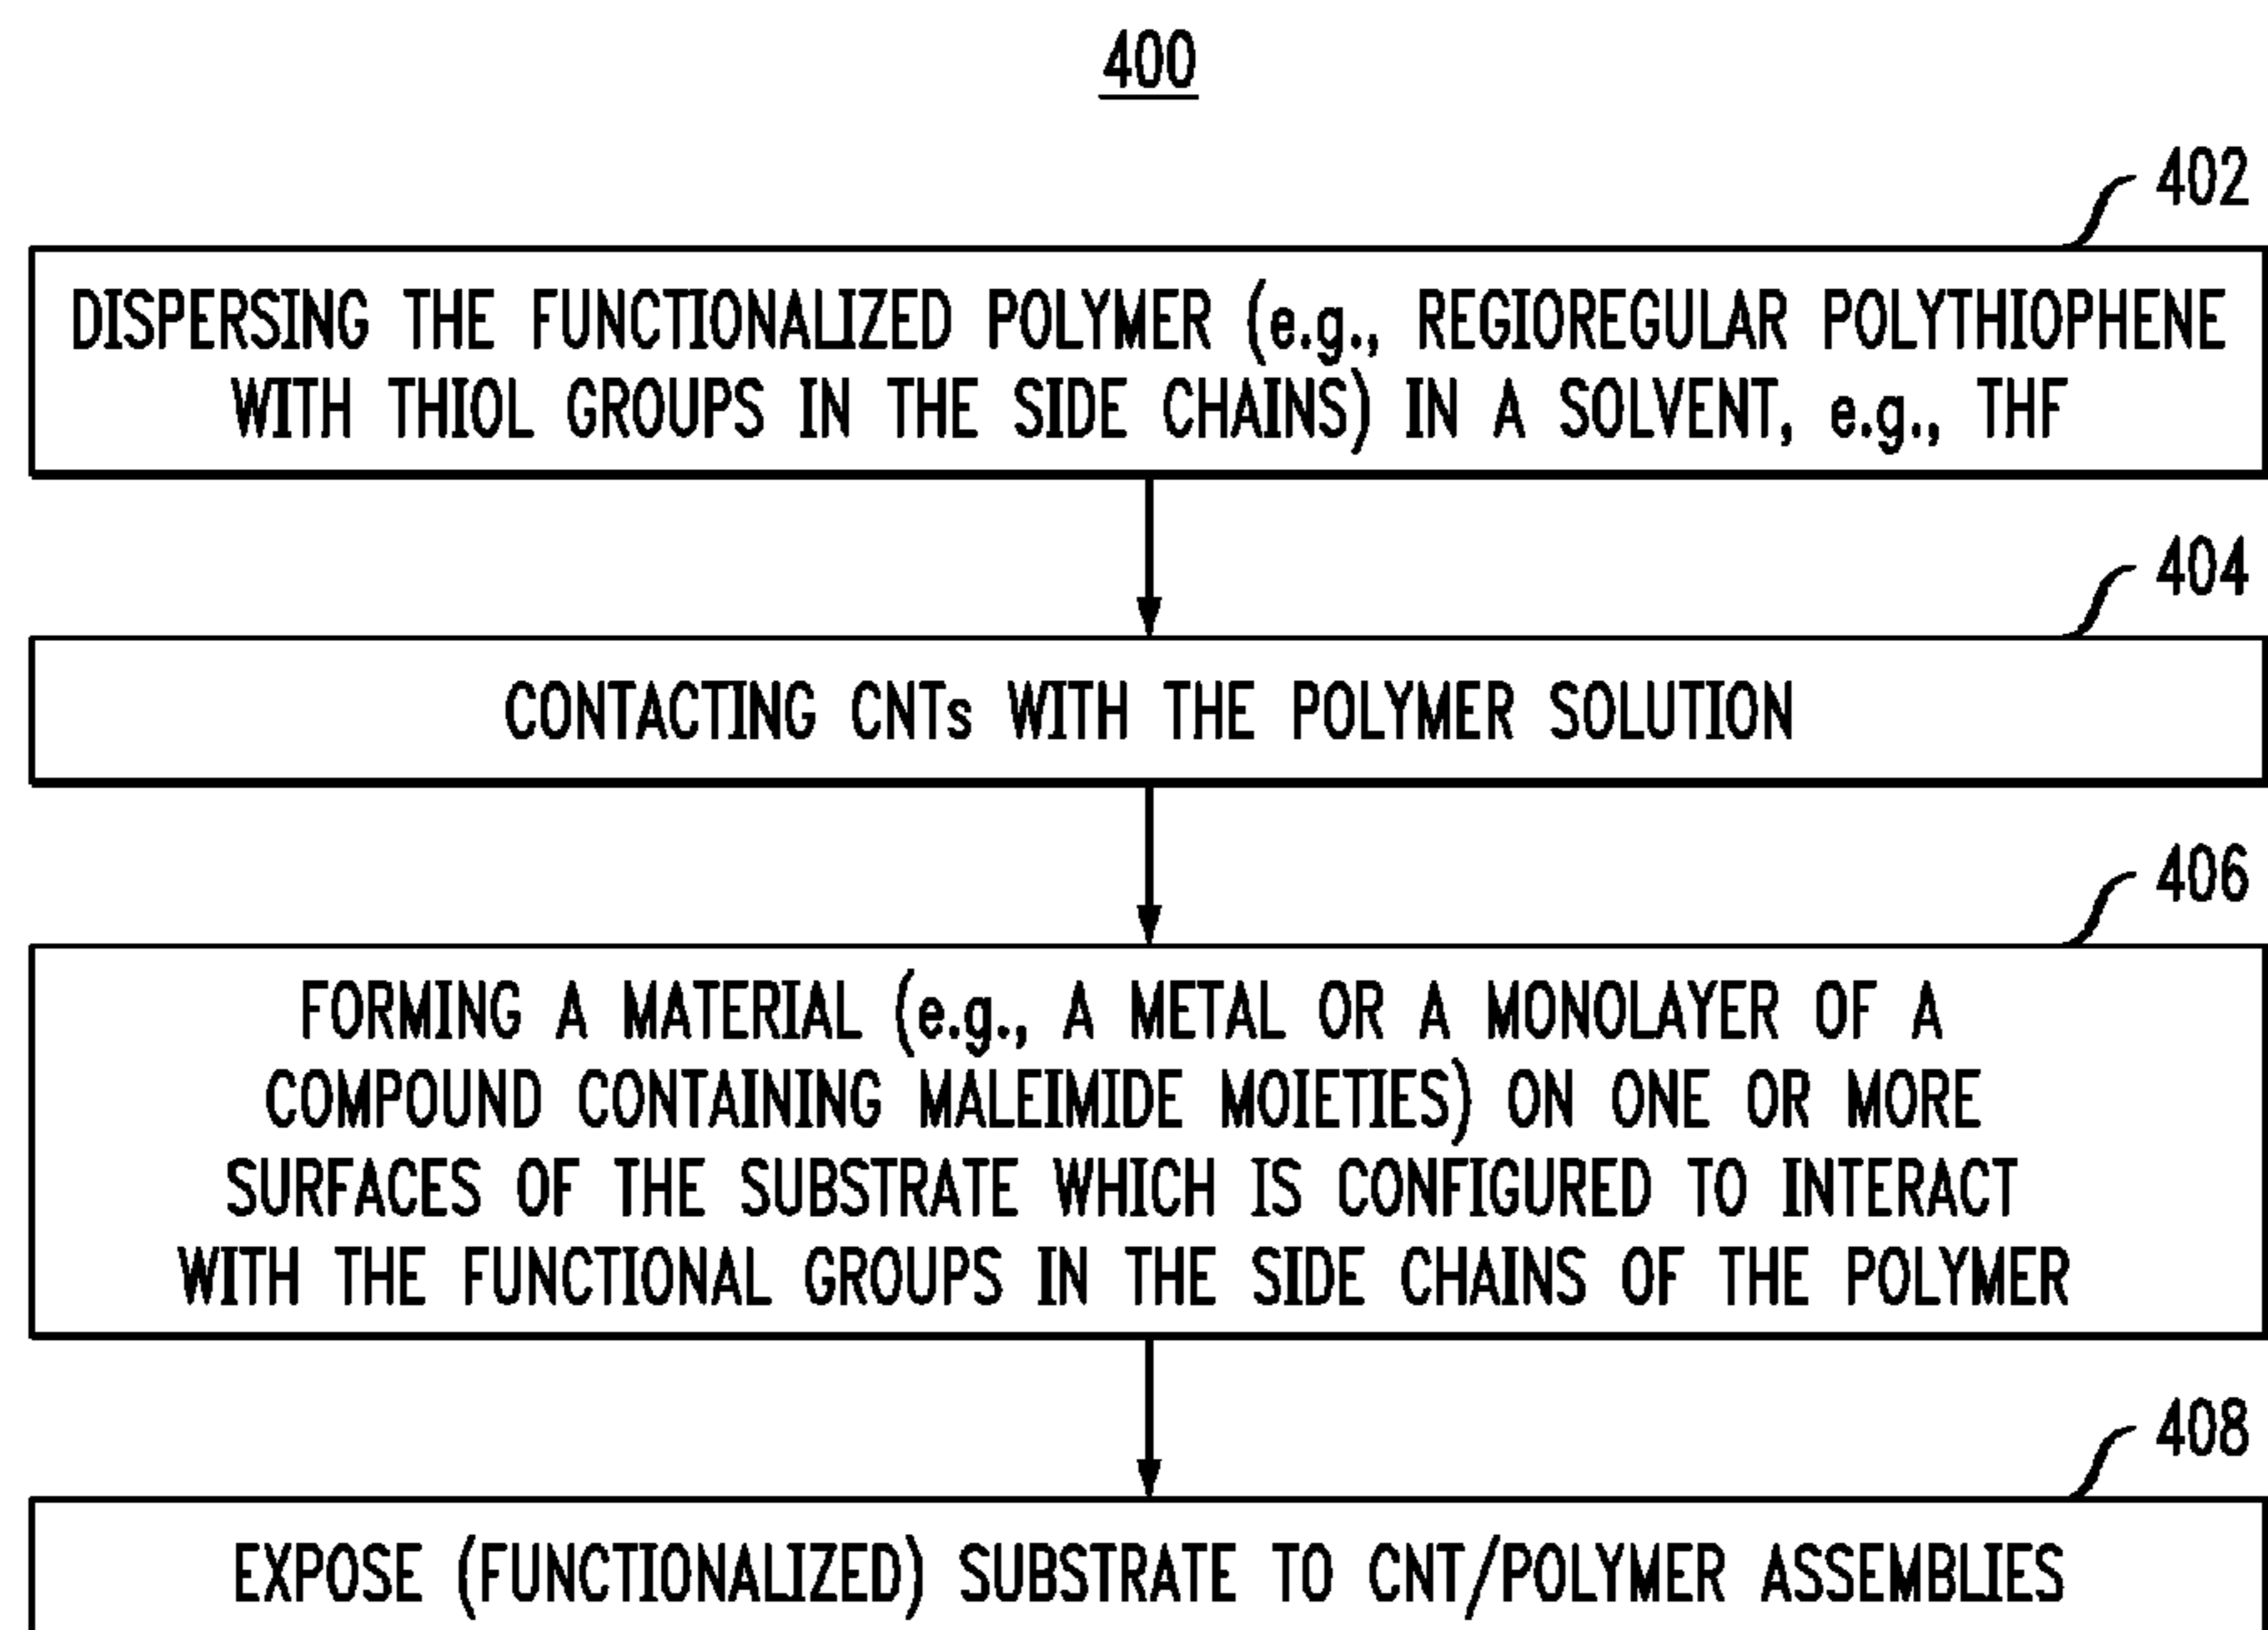 400
402
DISPERSING THE FUNCTIONALIZED POLYMER (e.g., REGIOREGULAR POLYTHIOPHENE
WITH THIOL GROUPS IN THE SIDE CHAINS) IN A SOLVENT, e.g., THF
404
CONTACTING CNTs WITH THE POLYMER SOLUTION
406
FORMING A MATERIAL (e.g., A METAL OR A MONOLAYER OF A
COMPOUND CONTAINING MALEIMIDE MOIETIES) ON ONE OR MORE
SURFACES OF THE SUBSTRATE WHICH IS CONFIGURED TO INTERACT
WITH THE FUNCTIONAL GROUPS IN THE SIDE CHAINS OF THE POLYMER
408
EXPOSE (FUNCTIONALIZED) SUBSTRATE TO CNT/POLYMER ASSEMBLIES